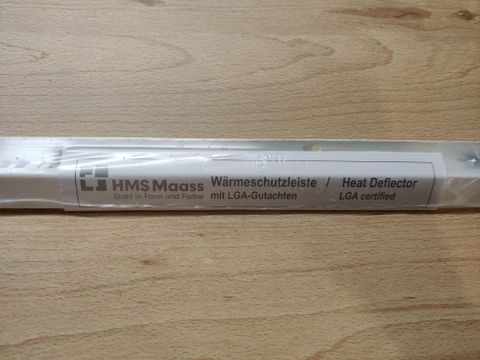 HMS Maass
Stahl in Form und Farbe
Wärmeschutzleiste / Heat Deflector
mit LGA-Gutachten LGA certified